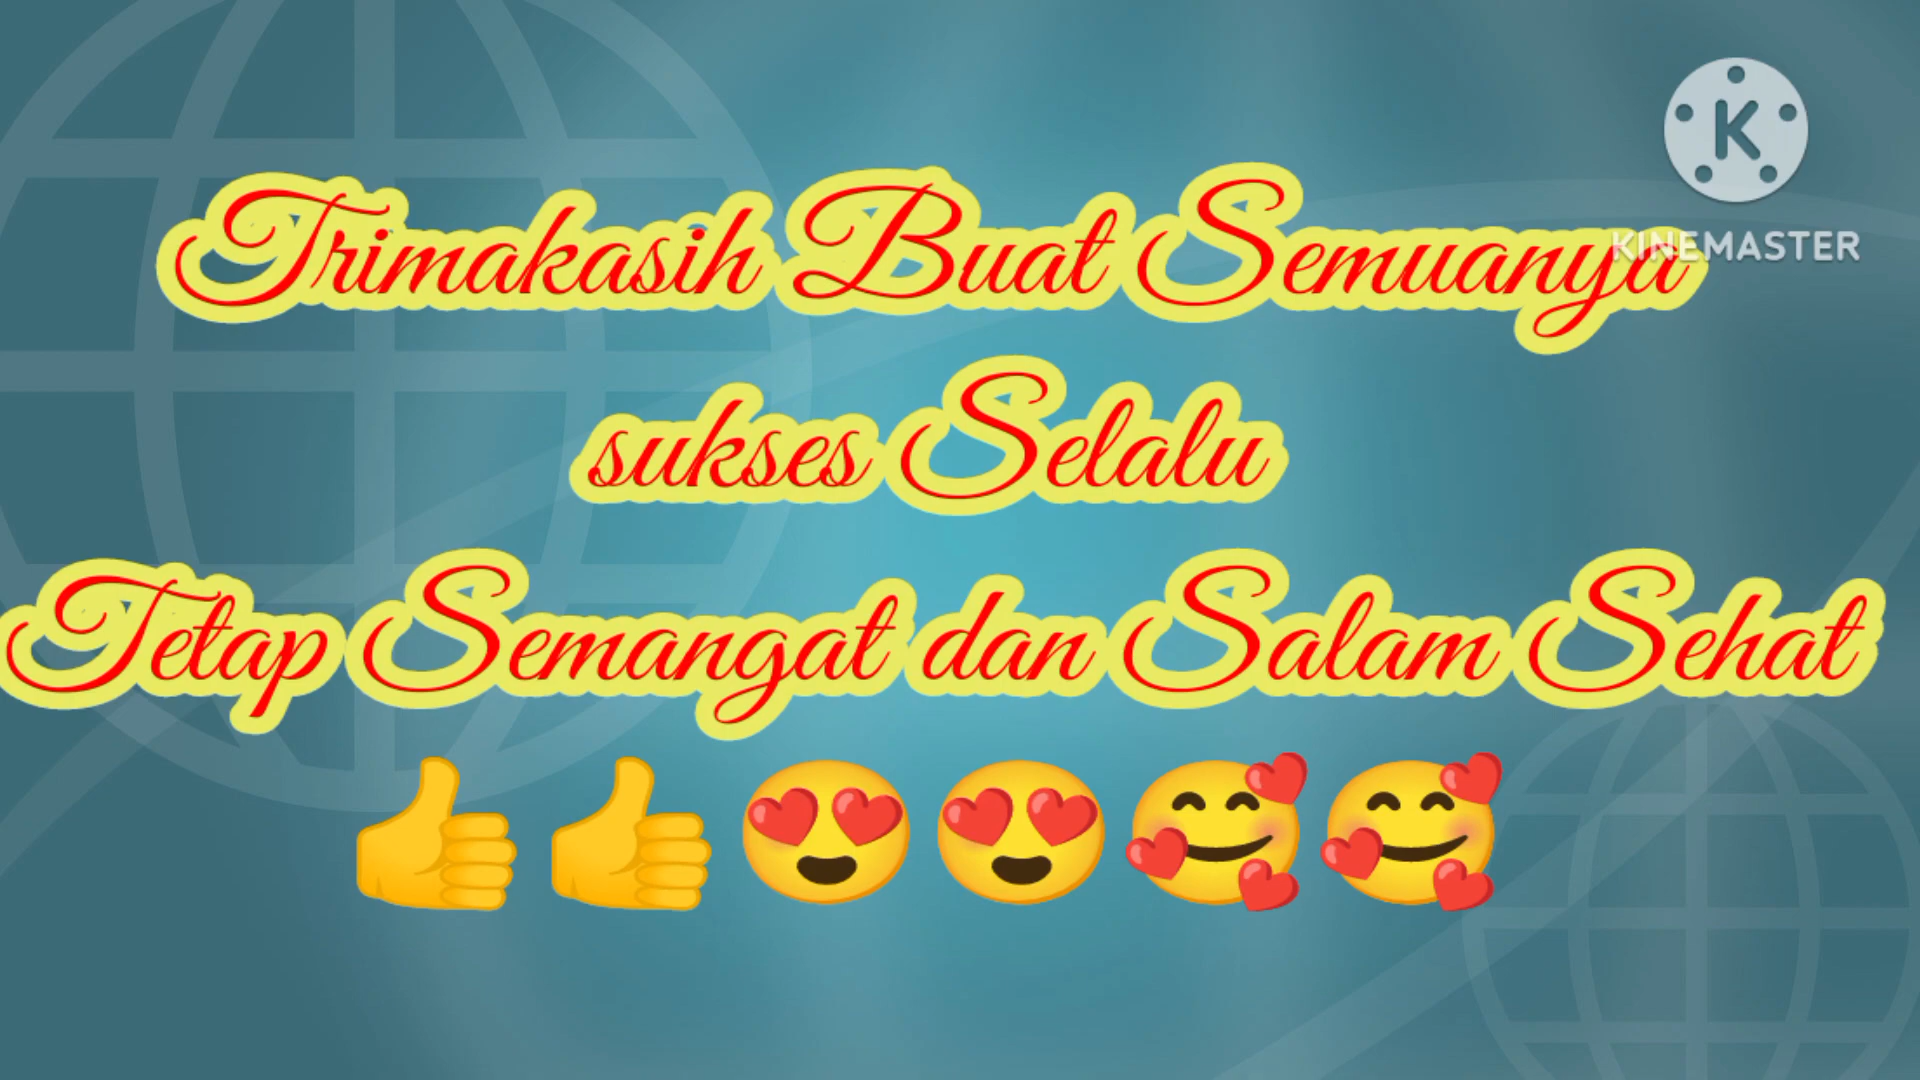 K
KINEMASTER
Trimakasih Buat Semuanya
sukses Selalu
Tetap Semangat dan Salam Sehat
👍👍😍😍🥰🥰